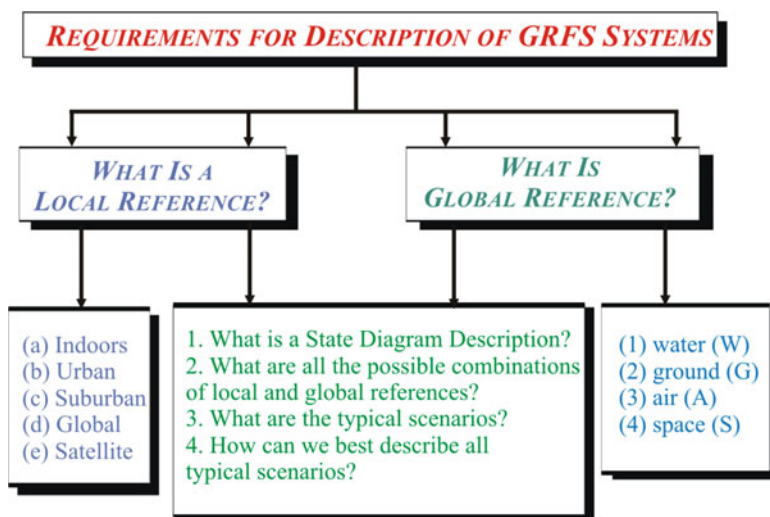 REQUIREMENTS FOR DESCRIPTION OF GRFS SYSTEMS
WHAT IS A
LOCAL REFERENCE?
WHAT IS
GLOBAL REFERENCE?
(a) Indoors
(b) Urban
(c) Suburban
(d) Global
(e) Satellite
1. What is a State Diagram Description?
2. What are all the possible combinations
of local and global references?
3. What are the typical scenarios?
4. How can we best describe all
typical scenarios?
(1) water (W)
(2) ground (G)
(3) air (A)
(4) space (S)